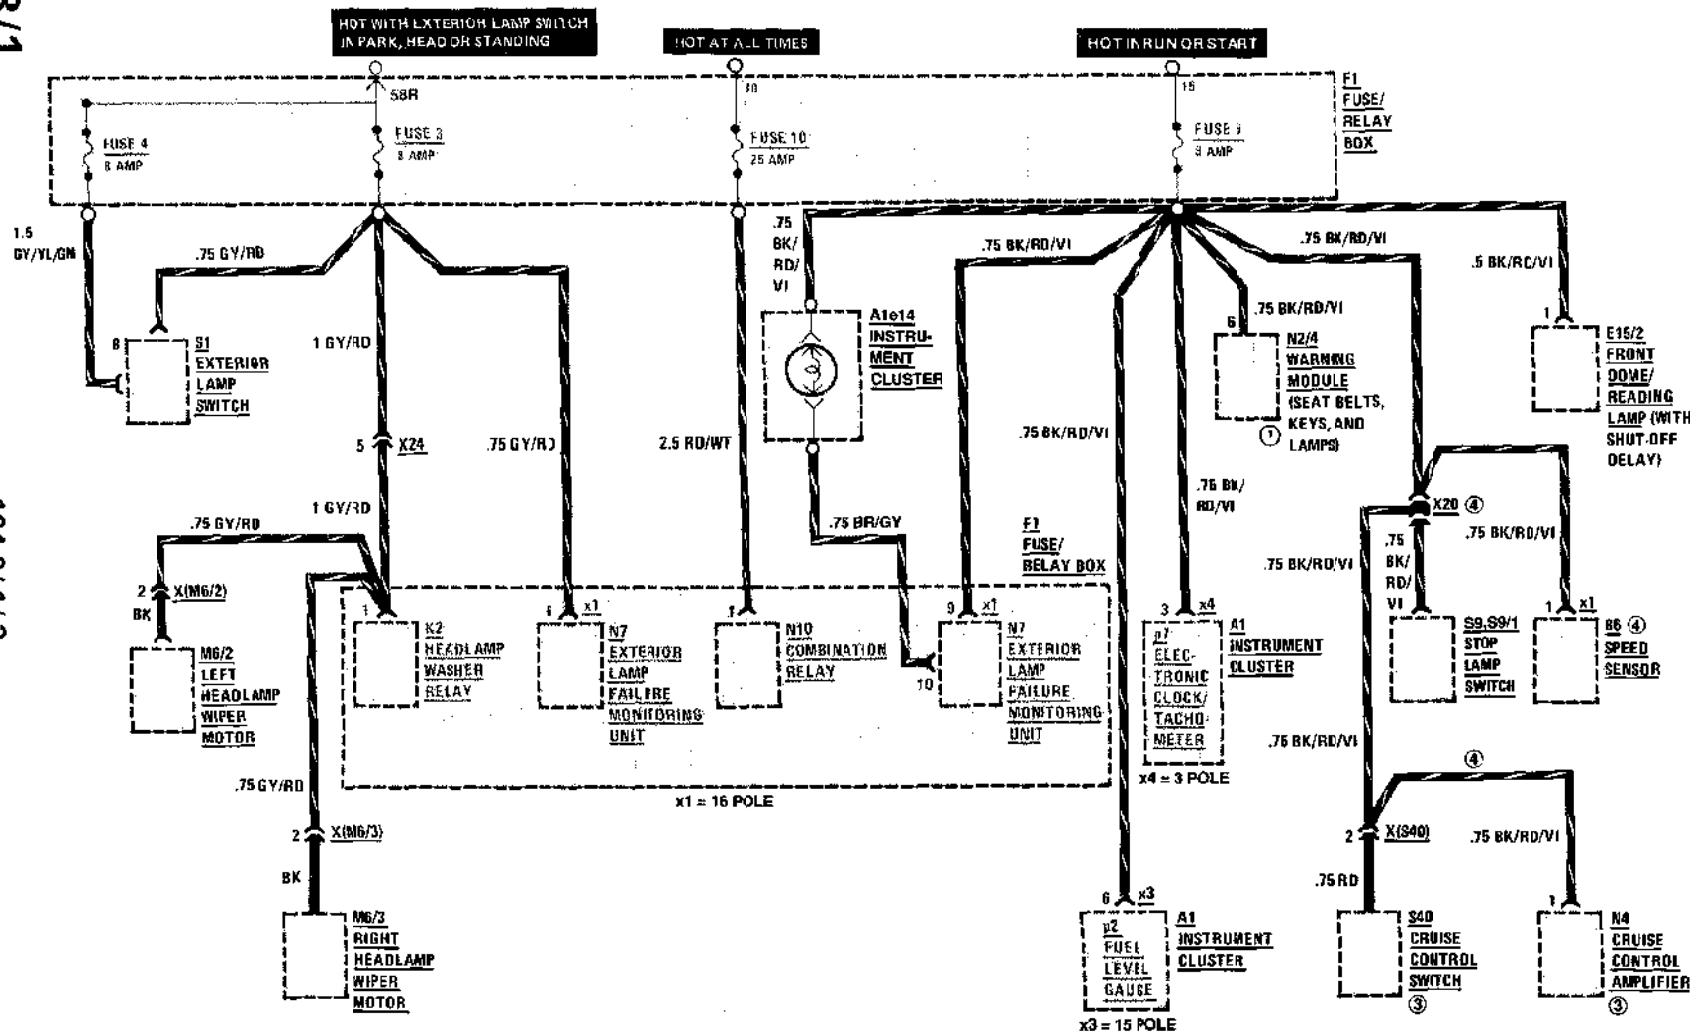 HOT WITH EXTERIOR LAMP SWITCH
IN PARK, HEAD OR STANDING
HOT AT ALL TIMES
HOT IN RUN OR START
58R
30
15
F1
FUSE/
RELAY
BOX
FUSE 4
8 AMP
FUSE 3
8 AMP
FUSE 10
25 AMP
FUSE
8 AMP
1.5
GY/YL/GN
.75 GY/RD
.75
BK/
RD/
VI
.75 BK/RD/VI
.75 BK/RD/VI
.5 BK/RD/VI
8
S1
EXTERIOR
LAMP
SWITCH
1 GY/RD
A1e14
INSTRU-
MENT
CLUSTER
.75 BK/RD/VI
6
N2/4
WARNING
MODULE
(SEAT BELTS,
KEYS, AND
LAMPS)
1
1
E15/2
FRONT
DOME/
READING
LAMP (WITH
SHUT-OFF
DELAY)
5
X24
.75 GY/RD
2.5 RD/WT
.75 BK/RD/VI
.75 BK/
RD/VI
1 GY/RD
.75 GY/RD
.75 BR/GY
F1
FUSE/
RELAY BOX
X20
4
.75 BK/RD/VI
.75
BK/
RD/
VI
.75 BK/RD/VI
2
X(M6/2)
BK
M6/2
LEFT
HEADLAMP
WIPER
MOTOR
1
K2
HEADLAMP
WASHER
RELAY
x1
N7
EXTERIOR
LAMP
FAILURE
MONITORING
UNIT
1
N10
COMBINATION
RELAY
10
9
x1
N7
EXTERIOR
LAMP
FAILURE
MONITORING
UNIT
3
x4
p7
ELEC-
TRONIC
CLOCK/
TACHO-
METER
A1
INSTRUMENT
CLUSTER
x4 = 3 POLE
S9,S9/1
STOP
LAMP
SWITCH
1
x1
B6
4
SPEED
SENSOR
x1 = 16 POLE
.75 GY/RD
2
X(M6/3)
BK
M6/3
RIGHT
HEADLAMP
WIPER
MOTOR
.75 BK/RD/VI
4
2
X(S40)
.75 BK/RD/VI
.75 RD
6
x3
p2
FUEL
LEVEL
GAUGE
A1
INSTRUMENT
CLUSTER
x3 = 15 POLE
S40
CRUISE
CONTROL
SWITCH
3
1
N4
CRUISE
CONTROL
AMPLIFIER
3